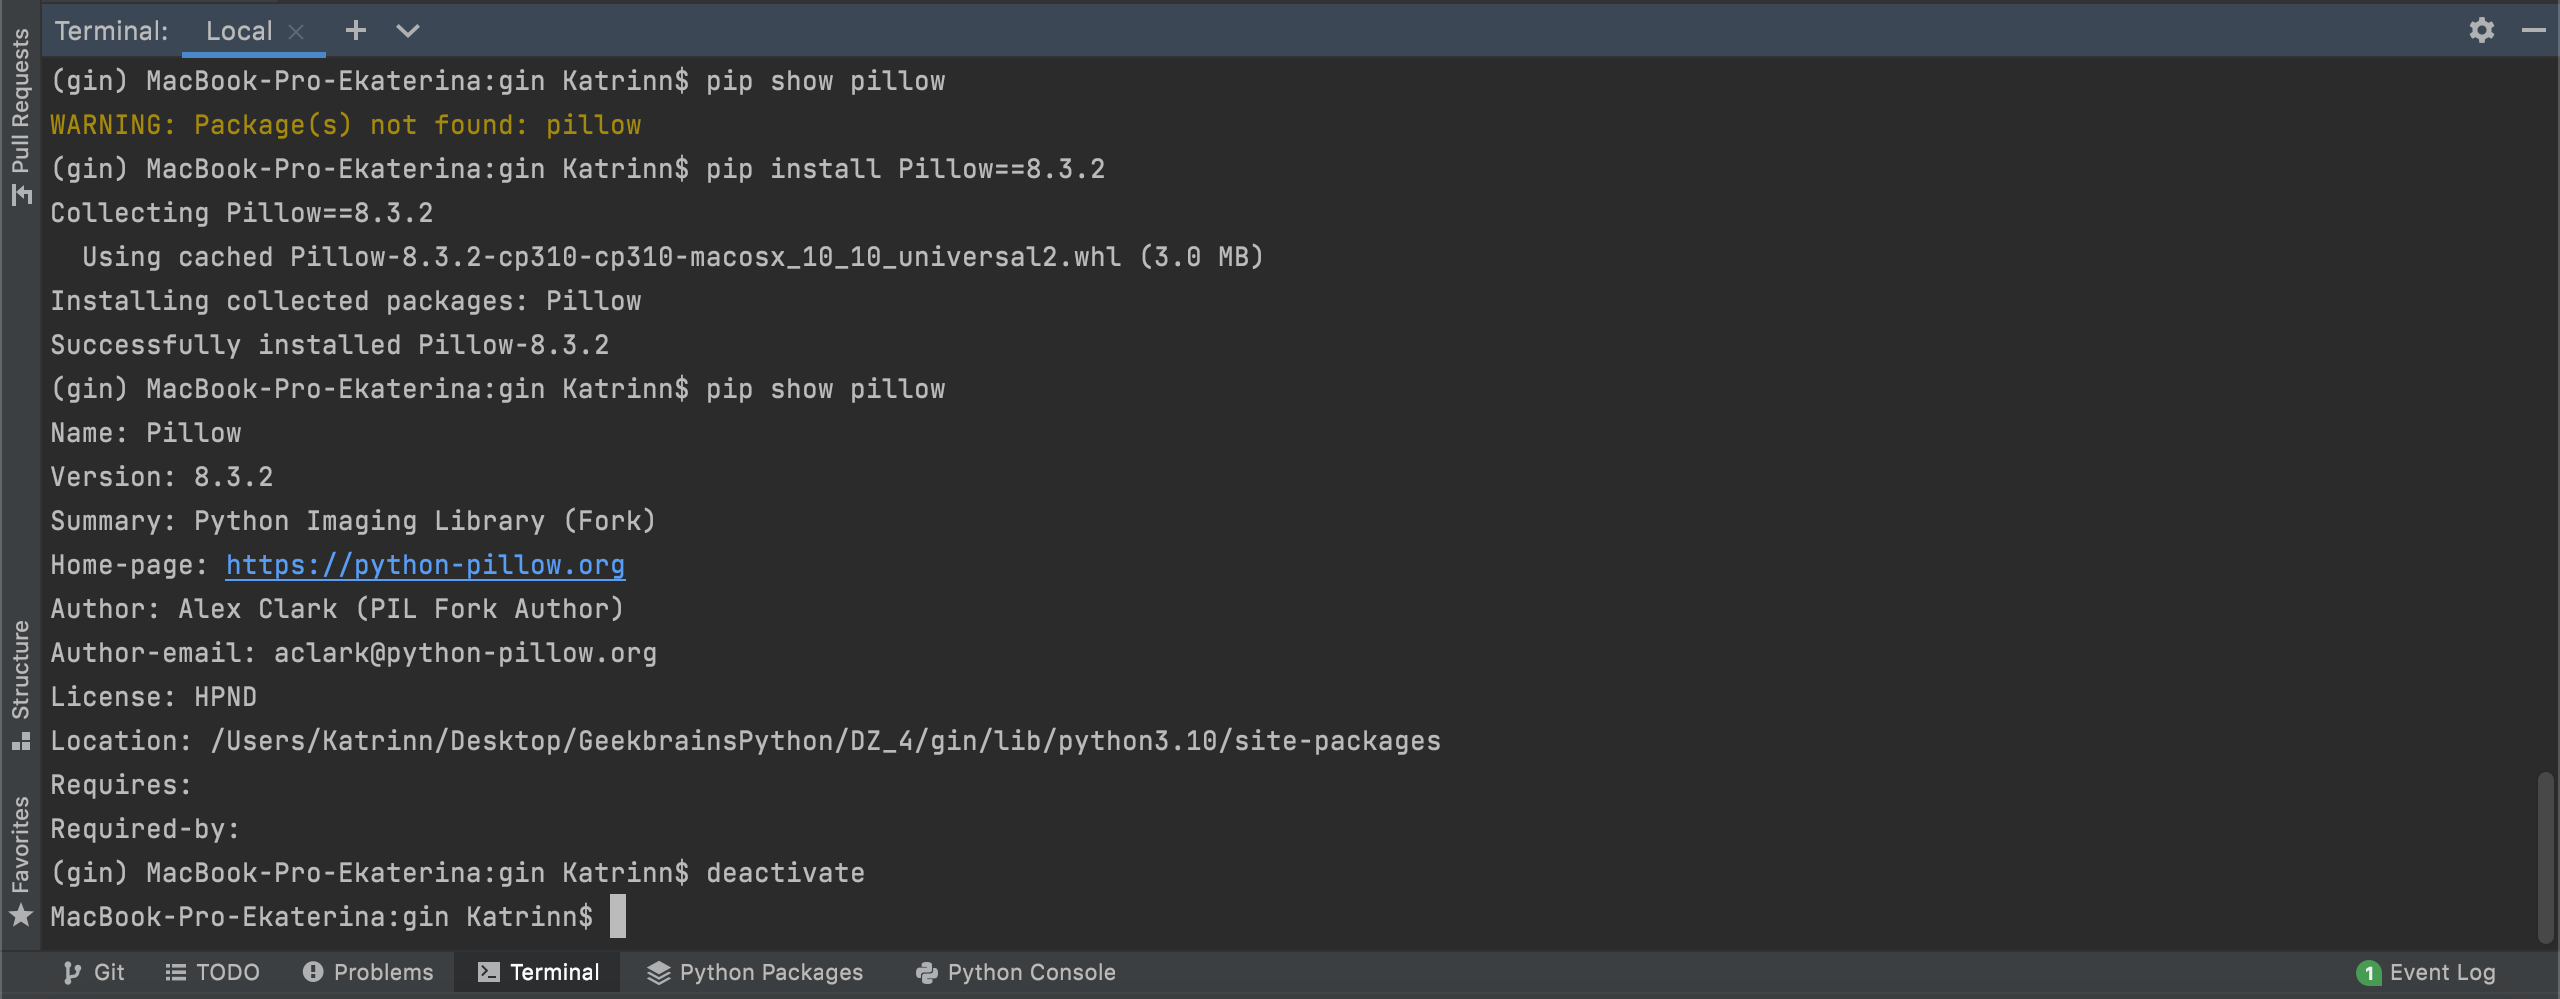 Terminal: Local
(gin) MacBook-Pro-Ekaterina:gin Katrinn$ pip show pillow
WARNING: Package(s) not found: pillow
(gin) MacBook-Pro-Ekaterina:gin Katrinn$ pip install Pillow==8.3.2
Collecting Pillow==8.3.2
  Using cached Pillow-8.3.2-cp310-cp310-macosx_10_10_universal2.whl (3.0 MB)
Installing collected packages: Pillow
Successfully installed Pillow-8.3.2
(gin) MacBook-Pro-Ekaterina:gin Katrinn$ pip show pillow
Name: Pillow
Version: 8.3.2
Summary: Python Imaging Library (Fork)
Home-page: https://python-pillow.org
Author: Alex Clark (PIL Fork Author)
Author-email: aclark@python-pillow.org
License: HPND
Location: /Users/Katrinn/Desktop/GeekbrainsPython/DZ_4/gin/lib/python3.10/site-packages
Requires:
Required-by:
(gin) MacBook-Pro-Ekaterina:gin Katrinn$ deactivate
MacBook-Pro-Ekaterina:gin Katrinn$
Pull Requests
Structure
Favorites
Git TODO Problems Terminal Python Packages Python Console 1 Event Log